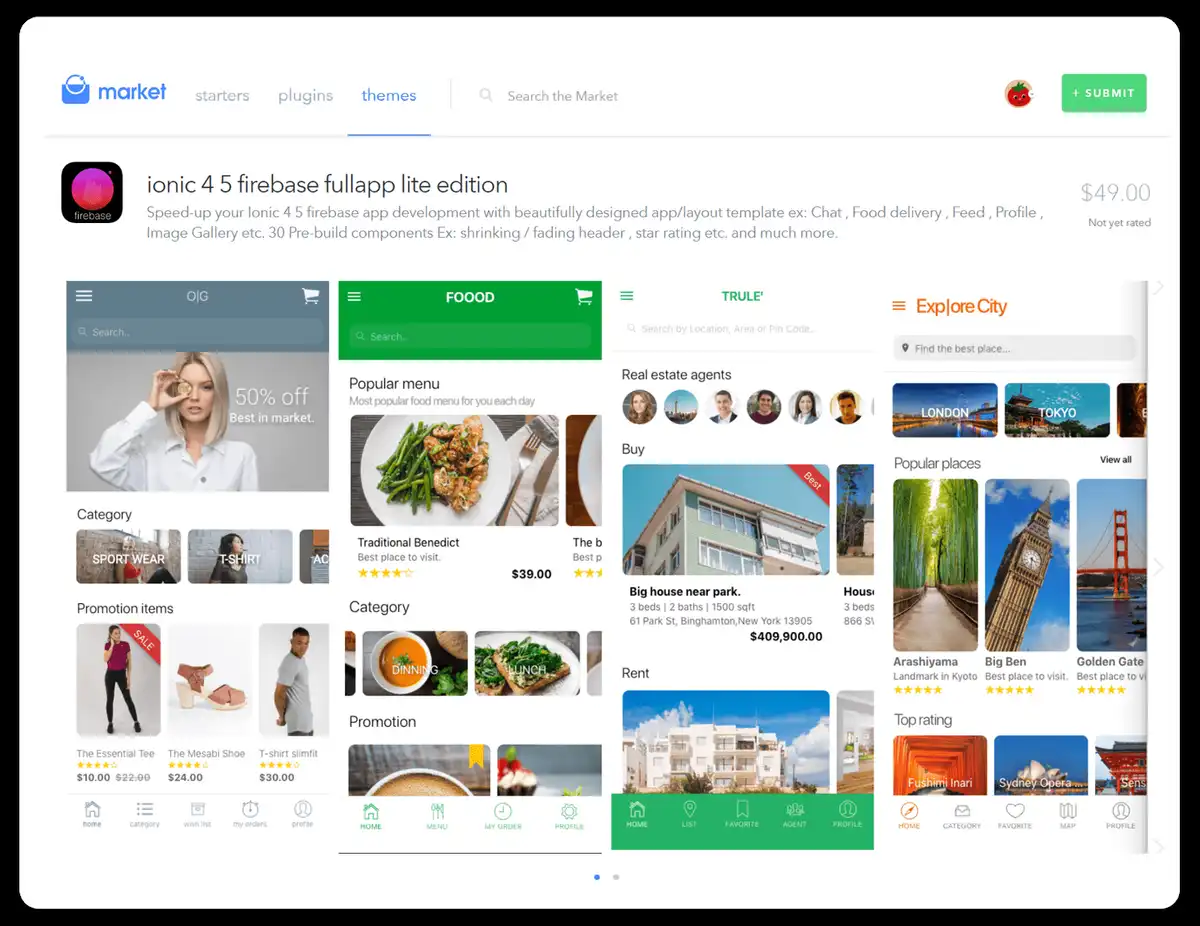 market
starters
plugins
themes
Search the Market
+ SUBMIT
firebase
ionic 4 5 firebase fullapp lite edition
Speed-up your Ionic 4 5 firebase app development with beautifully designed app/layout template ex: Chat , Food delivery , Feed , Profile ,
Image Gallery etc. 30 Pre-build components Ex: shrinking / fading header , star rating etc. and much more.
$49.00
Not yet rated
O|G
Search..
50% off
Best in market.
Category
SPORT WEAR
T-SHIRT
AC
Promotion items
SALE
The Essential Tee
The Mesabi Shoe
T-shirt slimfit
$10.00 $22.00
$24.00
$30.00
home
category
wish list
my orders
profile
FOOOD
Search..
Popular menu
Most popular food menu for you each day
Traditional Benedict
Best place to visit.
$39.00
The b
Best p
Category
DINNING
LUNCH
Promotion
HOME
MENU
MY ORDER
PROFILE
TRULE'
Search by Location, Area or Pin Code..
Real estate agents
Buy
Best
Big house near park.
3 beds | 2 baths | 1500 sqft
61 Park St, Binghamton,New York 13905
$409,900.00
House
3 beds
866 SV
Rent
HOME
LIST
FAVORITE
AGENT
PROFILE
Exp|ore City
Find the best place...
LONDON
TOKYO
Popular places
View all
Arashiyama
Landmark in Kyoto
Big Ben
Best place to visit.
Golden Gate
Best place to vi
Top rating
Fushimi Inari
Sydney Opera ...
Sens
HOME
CATEGORY
FAVORITE
MAP
PROFILE